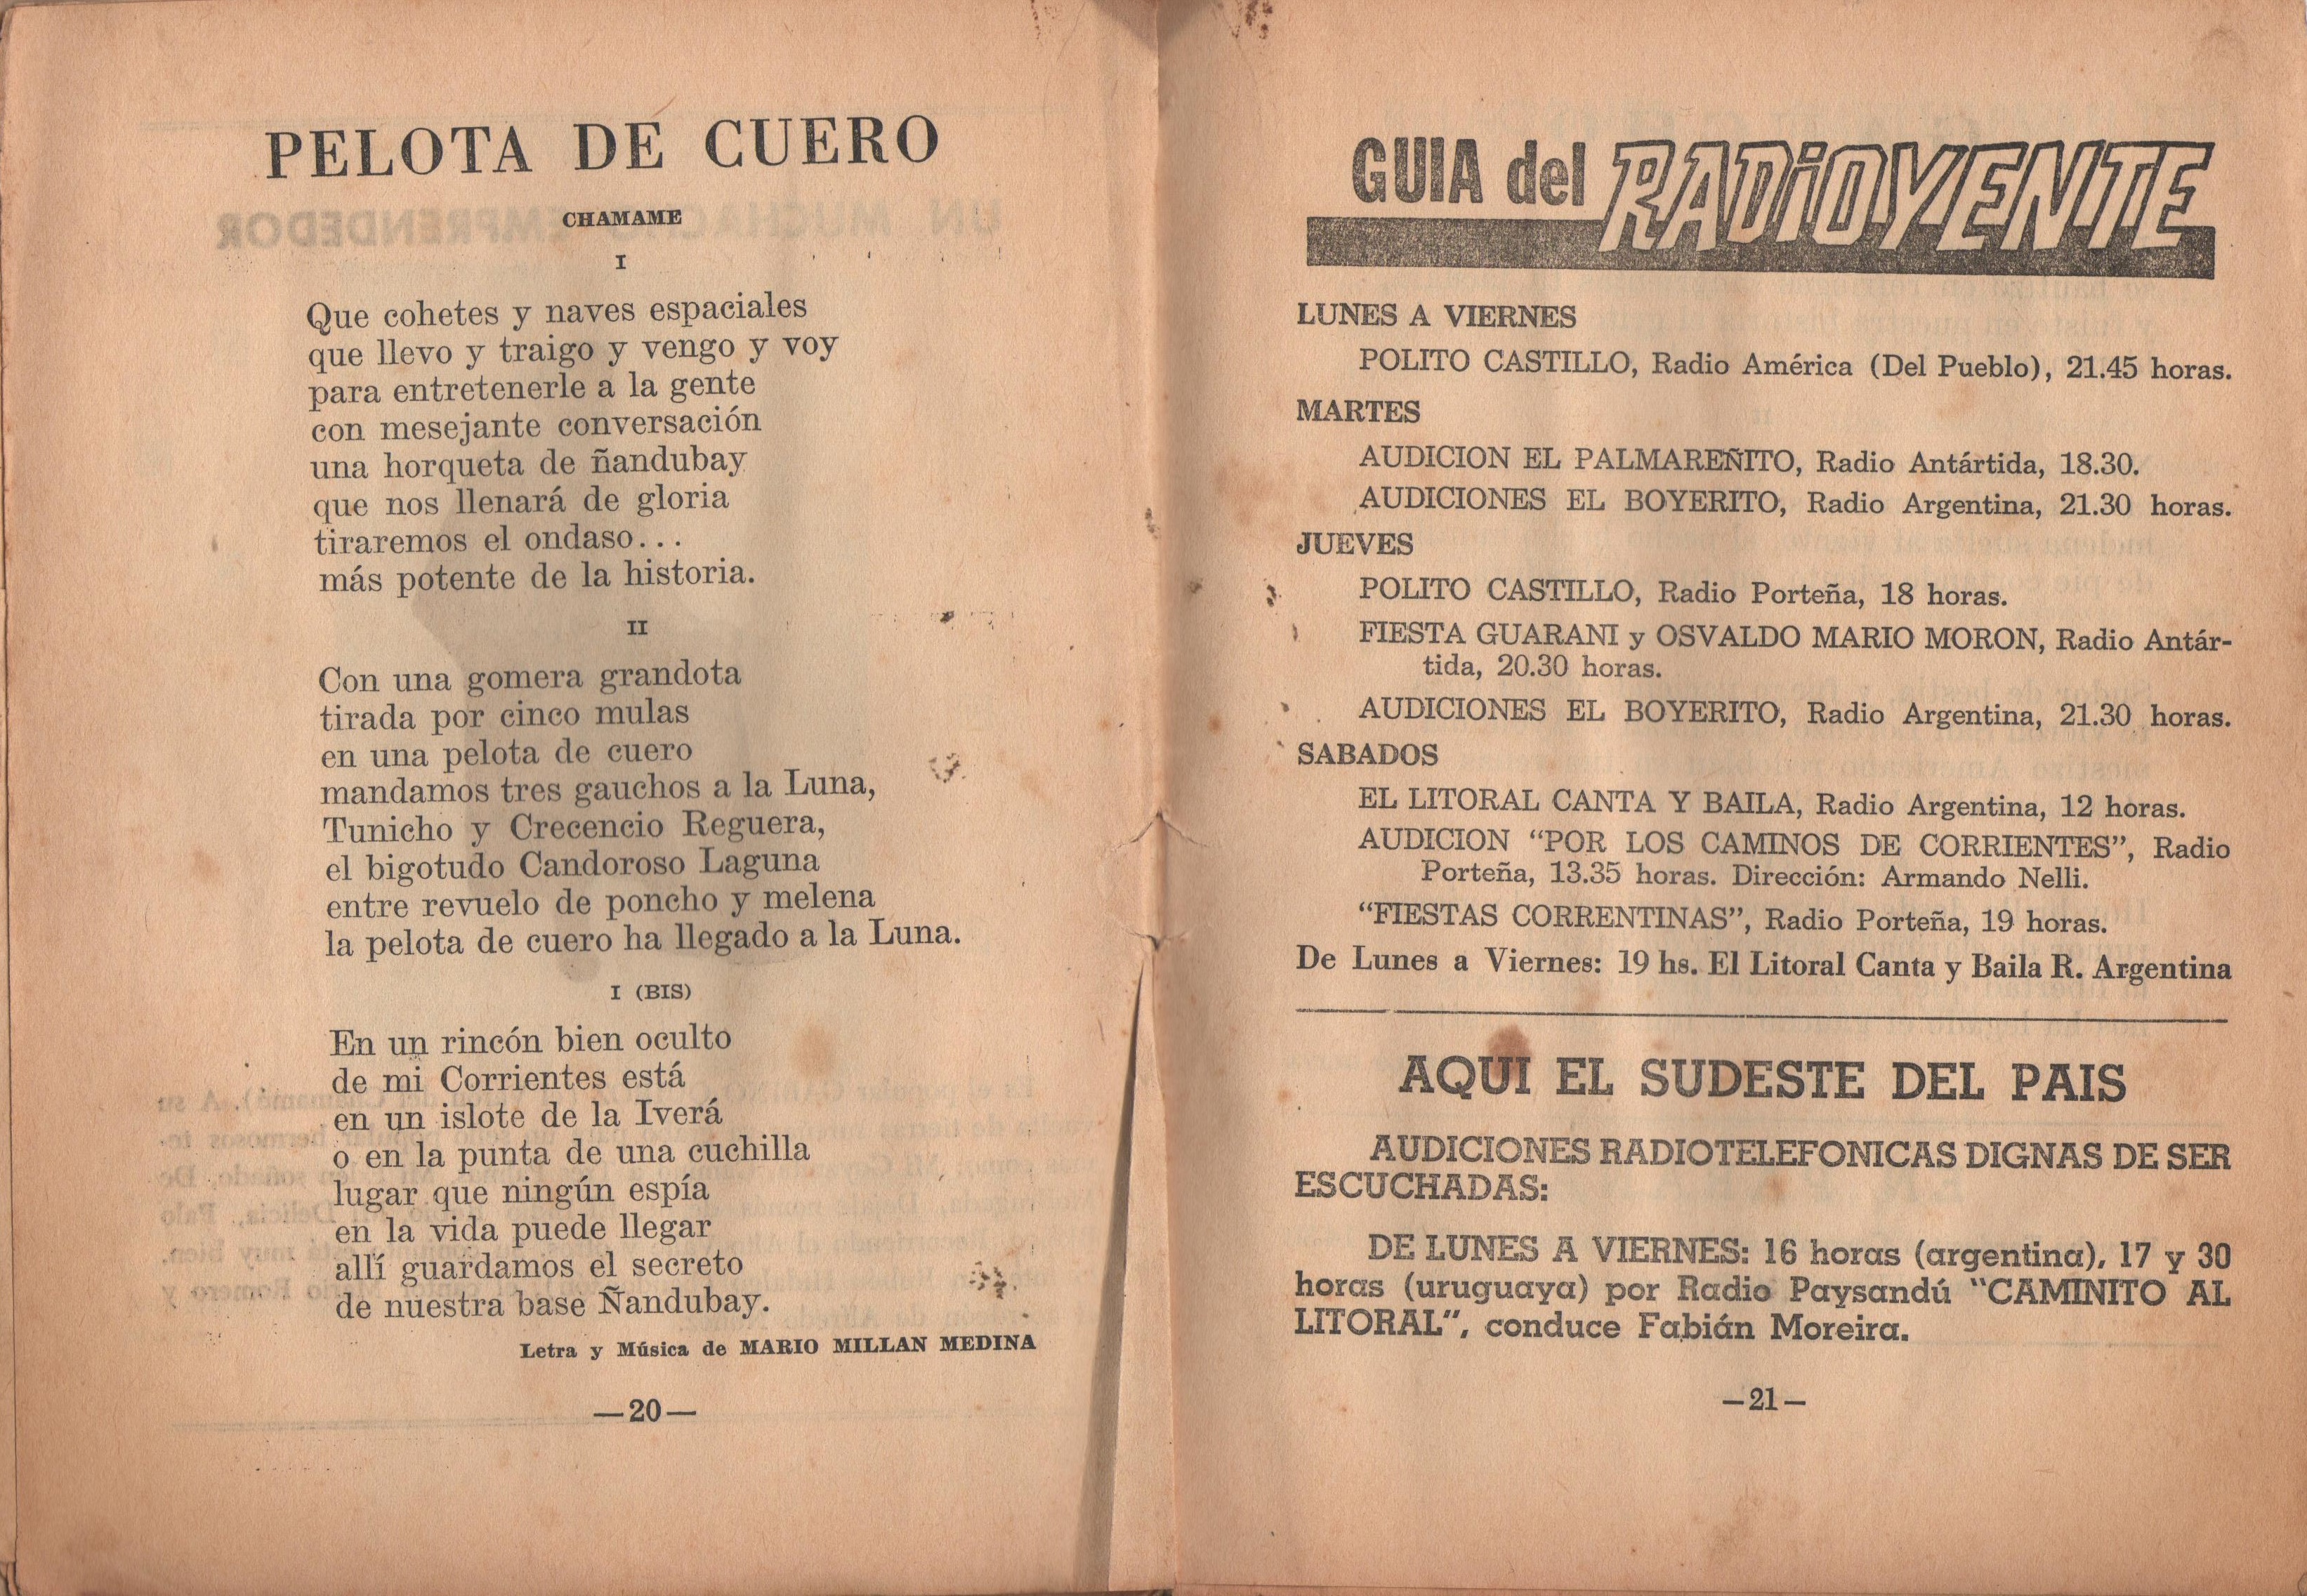 PELOTA DE CUERO
CHAMAME
I
Que cohetes y naves espaciales
que llevo y traigo y vengo y voy
para entretenerle a la gente
con mesejante conversación
una horqueta de ñandubay
que nos llenará de gloria
tiraremos el ondaso...
más potente de la historia.
II
Con una gomera grandota
tirada por cinco mulas
en una pelota de cuero
mandamos tres gauchos a la Luna,
Tunicho y Crecencio Reguera,
el bigotudo Candoroso Laguna
entre revuelo de poncho y melena
la pelota de cuero ha llegado a la Luna.
I (BIS)
En un rincón bien oculto
de mi Corrientes está
en un islote de la Iverá
o en la punta de una cuchilla
lugar que ningún espía
en la vida puede llegar
allí guardamos el secreto
de nuestra base Ñandubay.
Letra y Música de MARIO MILLAN MEDINA
—20—
GUIA del RADIOYENTE
LUNES A VIERNES
POLITO CASTILLO, Radio América (Del Pueblo), 21.45 horas.
MARTES
AUDICION EL PALMAREÑITO, Radio Antártida, 18.30.
AUDICIONES EL BOYERITO, Radio Argentina, 21.30 horas.
JUEVES
POLITO CASTILLO, Radio Porteña, 18 horas.
FIESTA GUARANI y OSVALDO MARIO MORON, Radio Antár-
tida, 20.30 horas.
AUDICIONES EL BOYERITO, Radio Argentina, 21.30 horas.
SABADOS
EL LITORAL CANTA Y BAILA, Radio Argentina, 12 horas.
AUDICION "POR LOS CAMINOS DE CORRIENTES", Radio
Porteña, 13.35 horas. Dirección: Armando Nelli.
"FIESTAS CORRENTINAS", Radio Porteña, 19 horas.
De Lunes a Viernes: 19 hs. El Litoral Canta y Baila R. Argentina
AQUI EL SUDESTE DEL PAIS
AUDICIONES RADIOTELEFONICAS DIGNAS DE SER
ESCUCHADAS:
DE LUNES A VIERNES: 16 horas (argentina), 17 y 30
horas (uruguaya) por Radio Paysandú "CAMINITO AL
LITORAL", conduce Fabián Moreira.
—21—